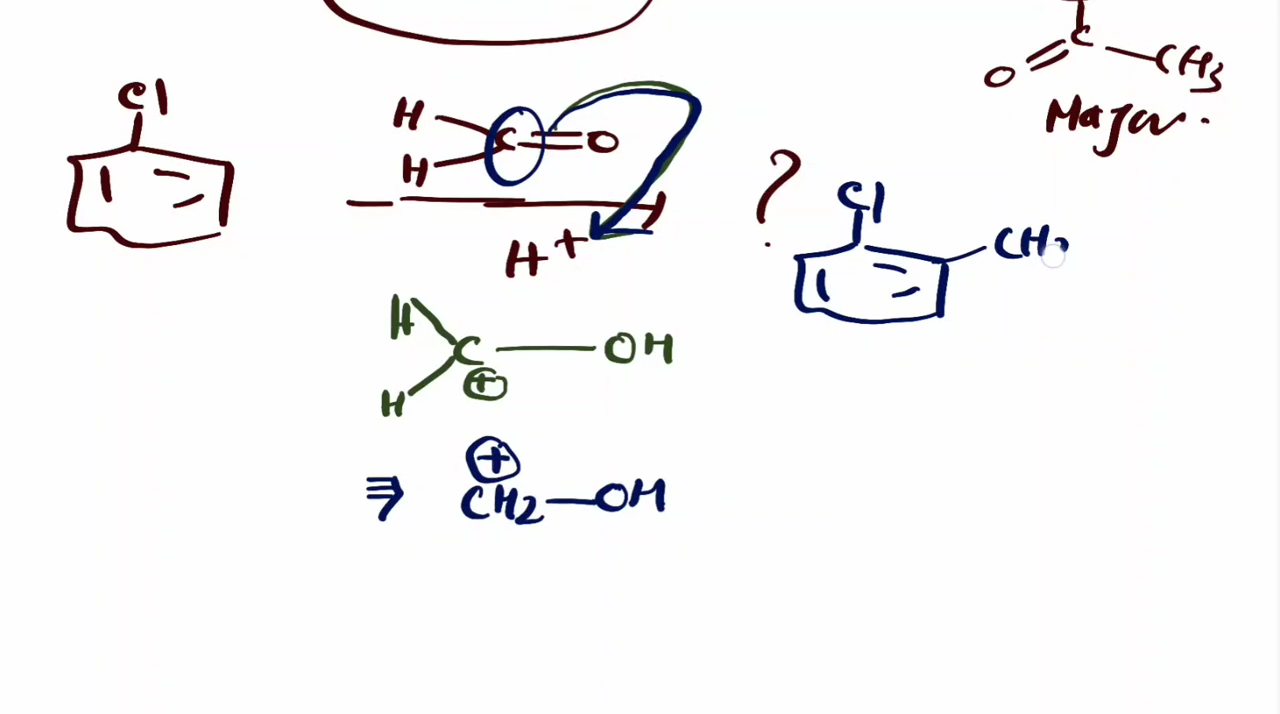 C
O
CH3
Major.
Cl
H
C=O
H
H+
?
Cl
CH2
H
C
OH
+
H
+
⇒ CH2—OH